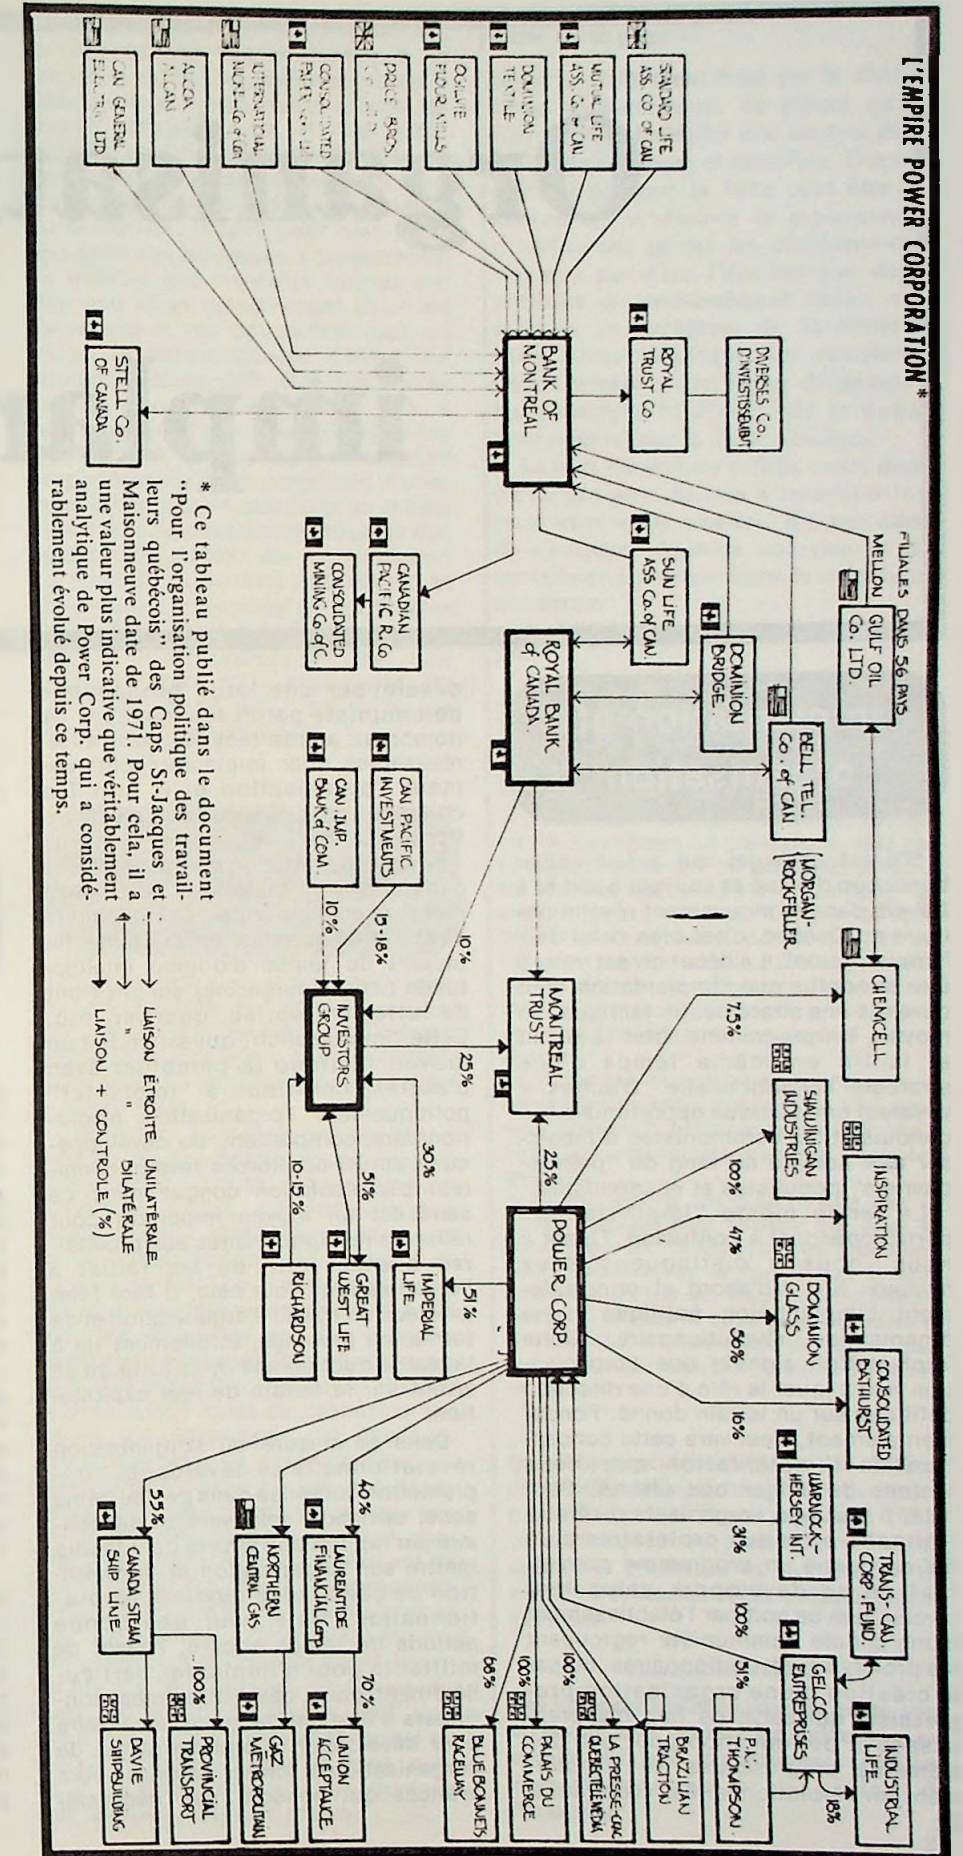 L'EMPIRE POWER CORPORATION*
STANDARD LIFE
ASS. CO OF CAN
MUTUAL LIFE
ASS. Co of CAN
DOMINION
TEXTILE
OGILVIE
FLOUR MILLS
PRICE BROS.
CONSOLIDATED
INTERNATIONAL
ALCOA
ALCAN
CAN GENERAL
LTD
DIVERSES Co.
D'INVESTISSEMENT
ROYAL
TRUST Co.
BANK OF
MONTREAL
STELL Co.
OF CANADA
FILIALES DANS 56 PAYS
MELLON
GULF OIL
Co. LTD.
BELL TEL.
Co. of CAN.
MORGAN-
ROCKFELLER
DOMINION
BRIDGE.
SUN LIFE
ASS Co. of CAN.
ROYAL BANK
of CANADA
CANADIAN
PACIFIC R. Co.
CONSOLIDATED
MINING Co. of C.
CAN PACIFIC
INVESTMENTS
CAN. IMP.
BANK of COM.
15-18%
10%
10%
CHEMCELL
MONTREAL
TRUST
25%
25%
INVESTORS
GROUP
30%
51%
10-15%
7.5%
SHAWINIGAN
INDUSTRIES
100%
INSPIRATION
47%
DOMINION
GLASS
56%
CONSOLIDATED
BATHURST
16%
WARNOCK-
HERSEY INT
31%
TRANS-CAN.
CORP. FUND
100%
GELCO
ENTREPRISES
51%
INDUSTRIAL
LIFE
18%
POWER CORP.
51%
IMPERIAL
LIFE
GREAT
WEST LIFE
RICHARDSON
P.N.
THOMPSON.
BRAZILIAN
TRACTION
LA PRESSE-CKAC
QUÉBECTÉLÉMEDIA
100%
PALAIS DU
COMMERCE
100%
BLUEBONNETS
RACEWAY
68%
40%
LAURENTIDE
FINANCIAL Corp
70%
UNION
ACCEPTANCE
NORTHERN
CENTRAL GAS
GAZ
MÉTROPOLITAIN
55%
CANADA STEAM
SHIP LINE
100%
PROVINCIAL
TRANSPORT
DAVIE
SHIPBUILDING
* Ce tableau publié dans le document
"Pour l'organisation politique des travail-
leurs québécois" des Caps St-Jacques et
Maisonneuve date de 1971. Pour cela, il a
une valeur plus indicative que véritablement
analytique de Power Corp. qui a considé-
rablement évolué depuis ce temps.
LIAISON ÉTROITE UNILATÉRALE
" " BILATÉRALE
LIAISON + CONTROLE (%)